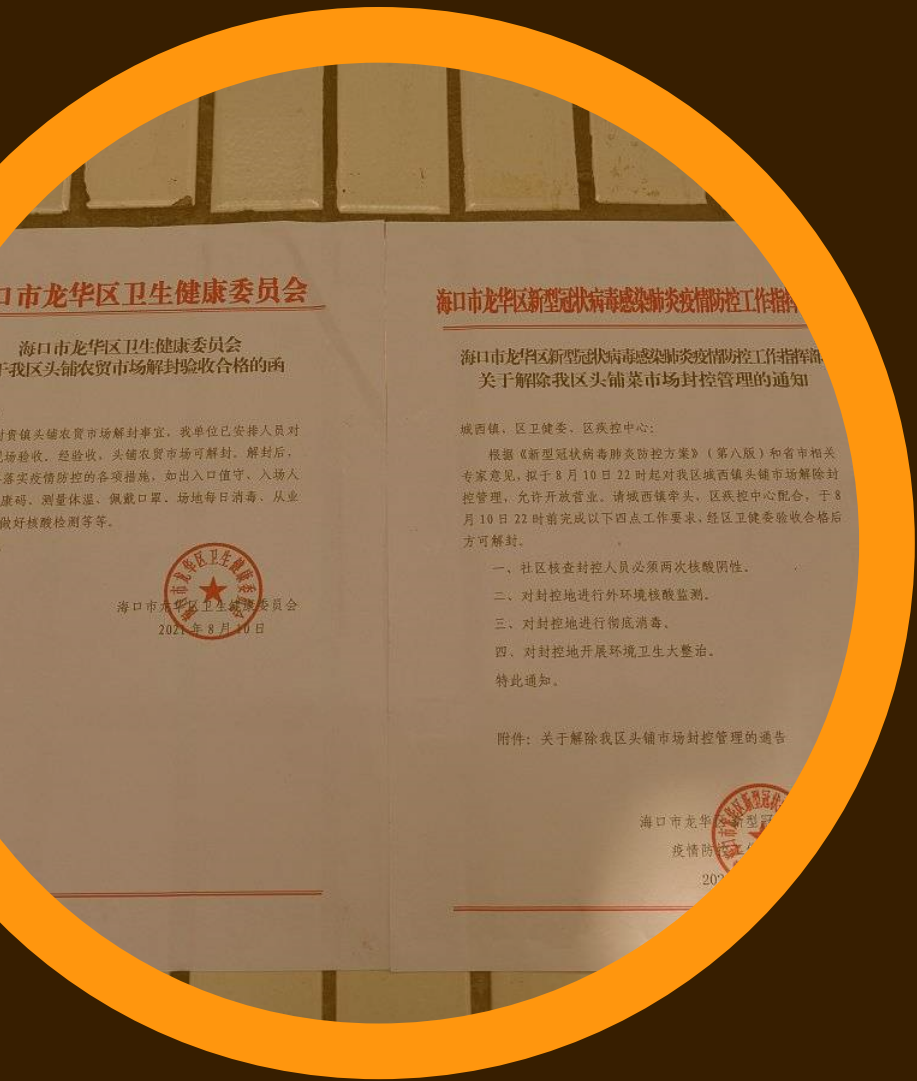 口市龙华区卫生健康委员会
海口市龙华区卫生健康委员会
我区头铺农贸市场解封验收合格的函
镇头铺农贸市场解封事宜，我单位已安排人员对
场验收。经验收，头铺农贸市场可解封。解封后，
落实疫情防控的各项措施，如出入口值守、入场人
康码、测量体温、佩戴口罩、场地每日消毒、从业
做好核酸检测等等。
海口市龙华区卫生健康委员会
2021年8月10日
海口市龙华区新型冠状病毒感染肺炎疫情防控工作指挥
海口市龙华区新型冠状病毒感染肺炎疫情防控工作指挥部
关于解除我区头铺菜市场封控管理的通知
城西镇、区卫健委、区疾控中心：
根据《新型冠状病毒肺炎防控方案》（第八版）和省市相关
专家意见，拟于8月10日22时起对我区城西镇头铺市场解除封
控管理，允许开放营业。请城西镇牵头，区疾控中心配合，于8
月10日22时前完成以下四点工作要求，经区卫健委验收合格后
方可解封。
一、社区核查封控人员必须两次核酸阴性。
二、对封控地进行外环境核酸监测。
三、对封控地进行彻底消毒。
四、对封控地开展环境卫生大整治。
特此通知。
附件：关于解除我区头铺市场封控管理的通告
海口市龙华区新型冠
疫情防控工作
202